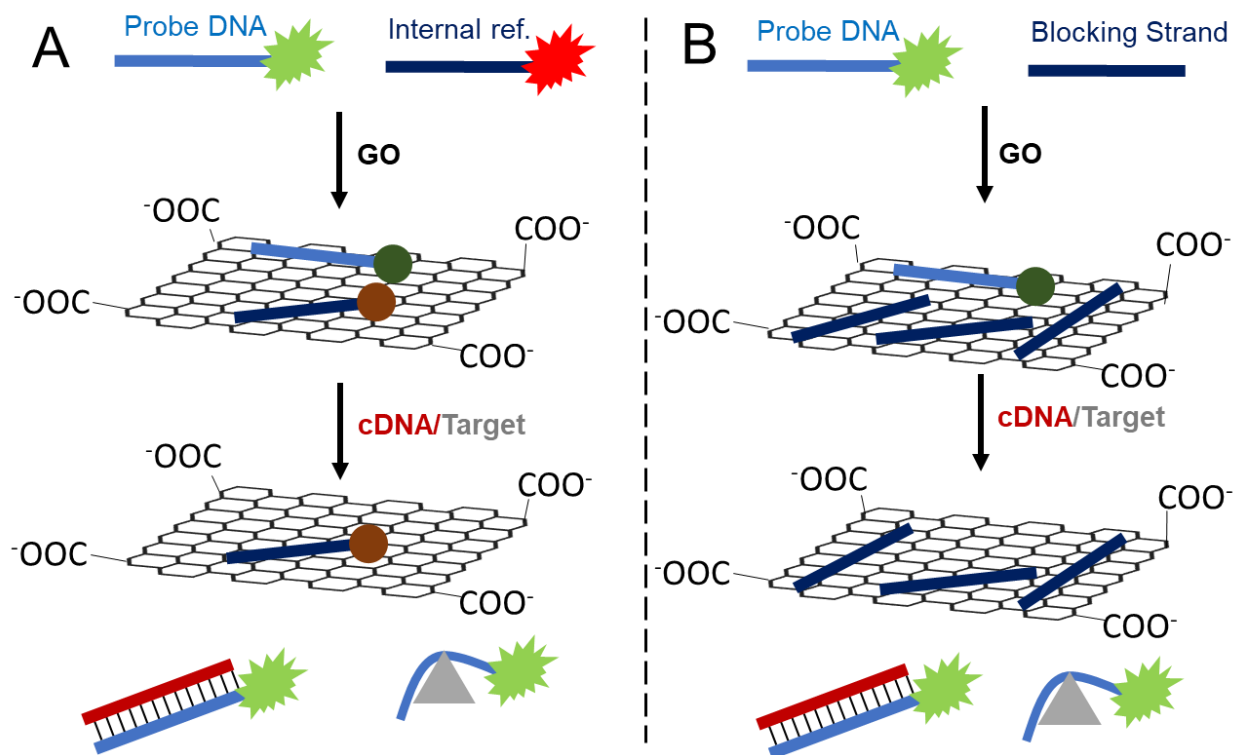 A
Probe DNA
Internal ref.
GO
⁻OOC
COO⁻
⁻OOC
COO⁻
cDNA/Target
⁻OOC
COO⁻
⁻OOC
COO⁻
B
Probe DNA
Blocking Strand
GO
⁻OOC
COO⁻
⁻OOC
COO⁻
cDNA/Target
⁻OOC
COO⁻
⁻OOC
COO⁻